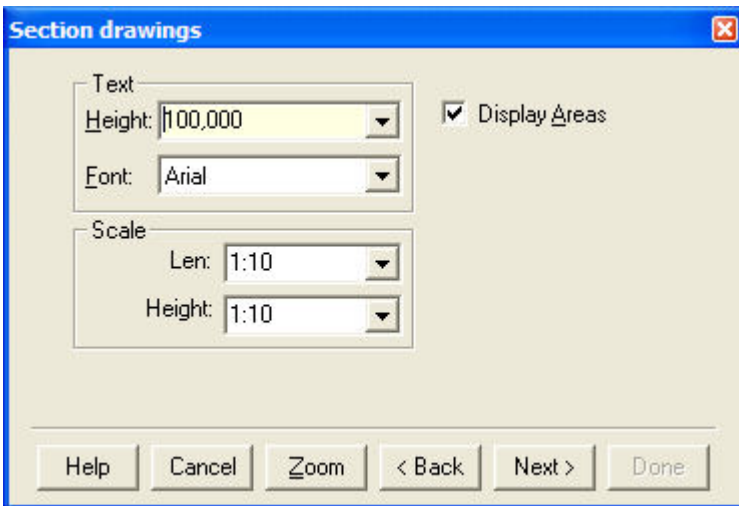 Section drawings
Text
Height: 100,000
Display Areas
Font: Arial
Scale
Len: 1:10
Height: 1:10
Help Cancel Zoom < Back Next > Done